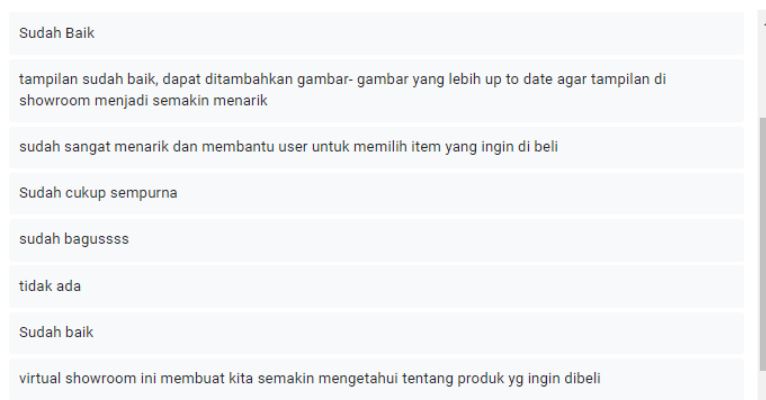 Sudah Baik
tampilan sudah baik, dapat ditambahkan gambar- gambar yang lebih up to date agar tampilan di
showroom menjadi semakin menarik
sudah sangat menarik dan membantu user untuk memilih item yang ingin di beli
Sudah cukup sempurna
sudah bagussss
tidak ada
Sudah baik
virtual showroom ini membuat kita semakin mengetahui tentang produk yg ingin dibeli